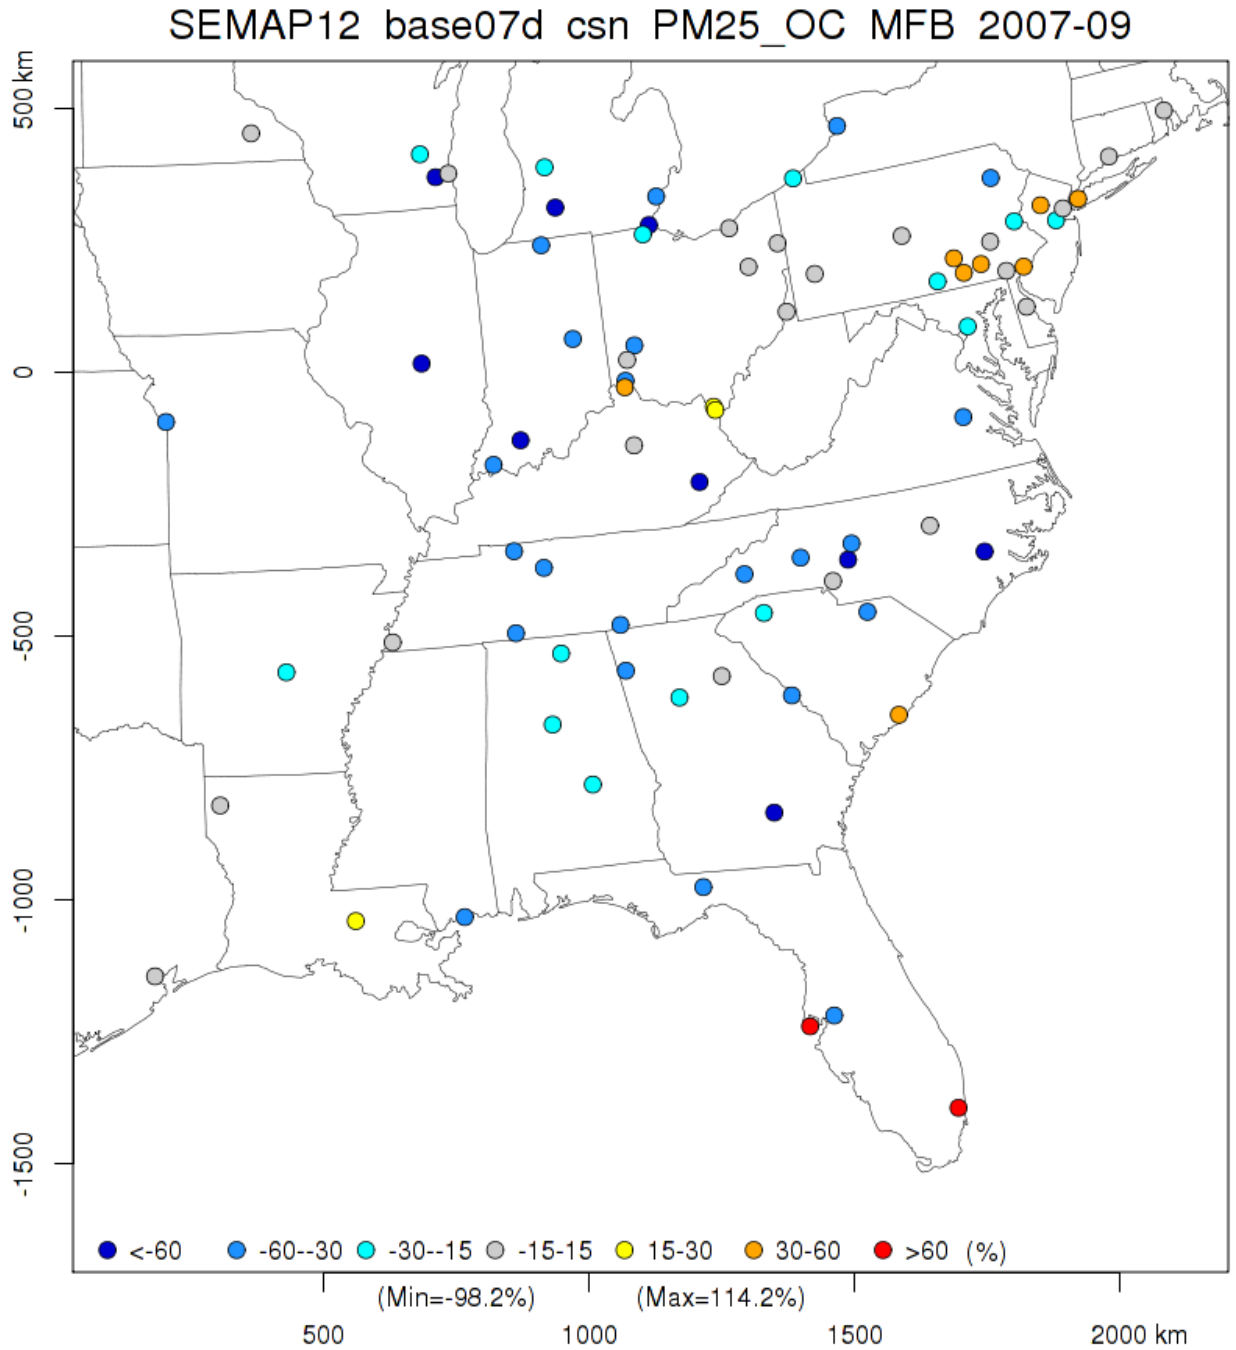 SEMAP12 base07d csn PM25_OC MFB 2007-09
500 km
0
-500
-1000
-1500
<-60 -60--30 -30--15 -15-15 15-30 30-60 >60 (%)
(Min=-98.2%) (Max=114.2%)
500 1000 1500 2000 km